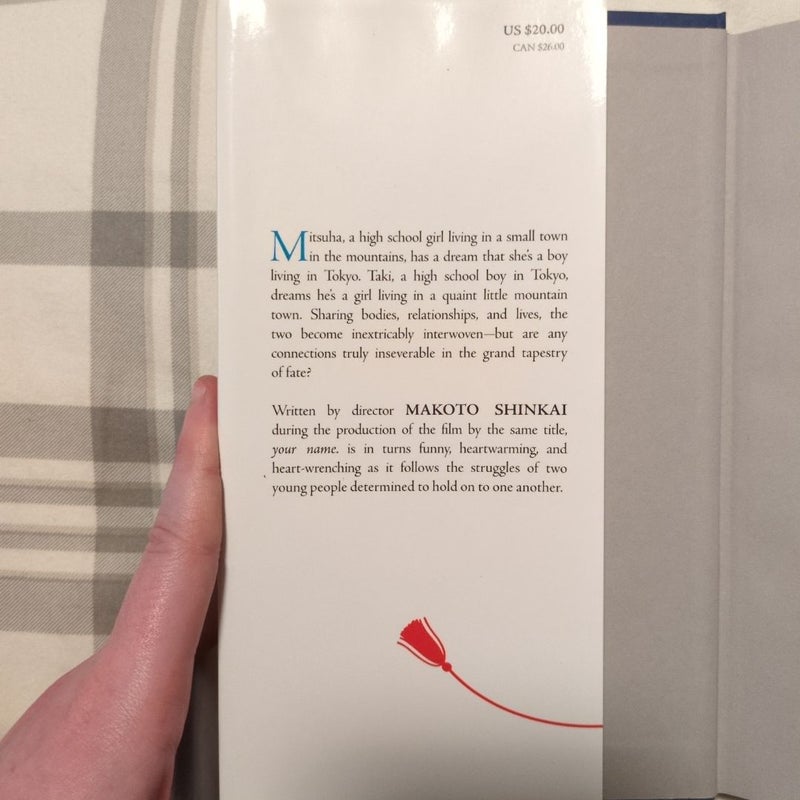 US $20.00
CAN $26.00
Mitsuha, a high school girl living in a small town
in the mountains, has a dream that she's a boy
living in Tokyo. Taki, a high school boy in Tokyo,
dreams he's a girl living in a quaint little mountain
town. Sharing bodies, relationships, and lives, the
two become inextricably interwoven—but are any
connections truly inseverable in the grand tapestry
of fate?
Written by director MAKOTO SHINKAI
during the production of the film by the same title,
your name. is in turns funny, heartwarming, and
heart-wrenching as it follows the struggles of two
young people determined to hold on to one another.